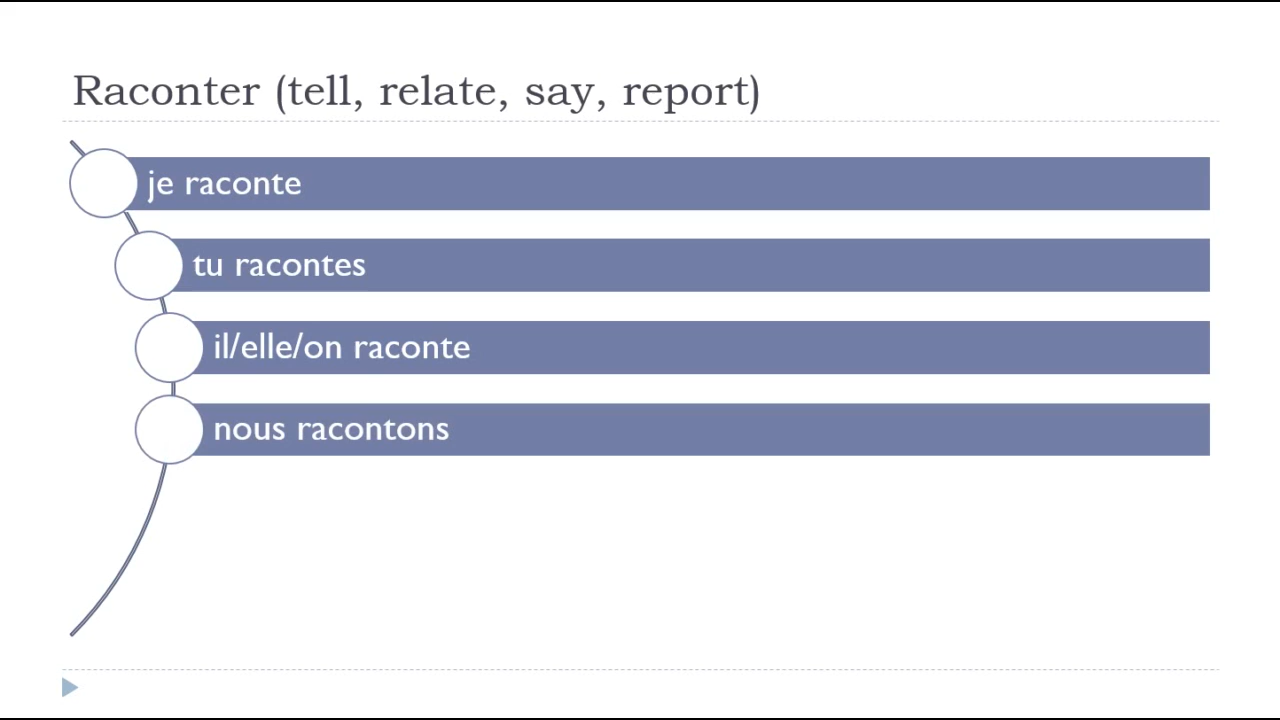 Raconter (tell, relate, say, report)
je raconte
tu racontes
il/elle/on raconte
nous racontons